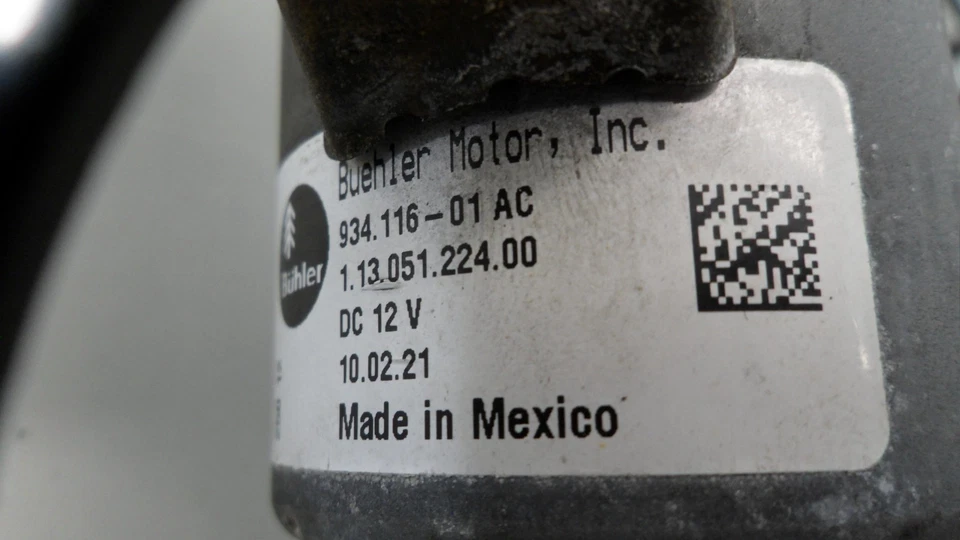 Buehler Motor, Inc.
Bühler
934.116-01 AC
1.13.051.224.00
DC 12 V
10.02.21
Made in Mexico